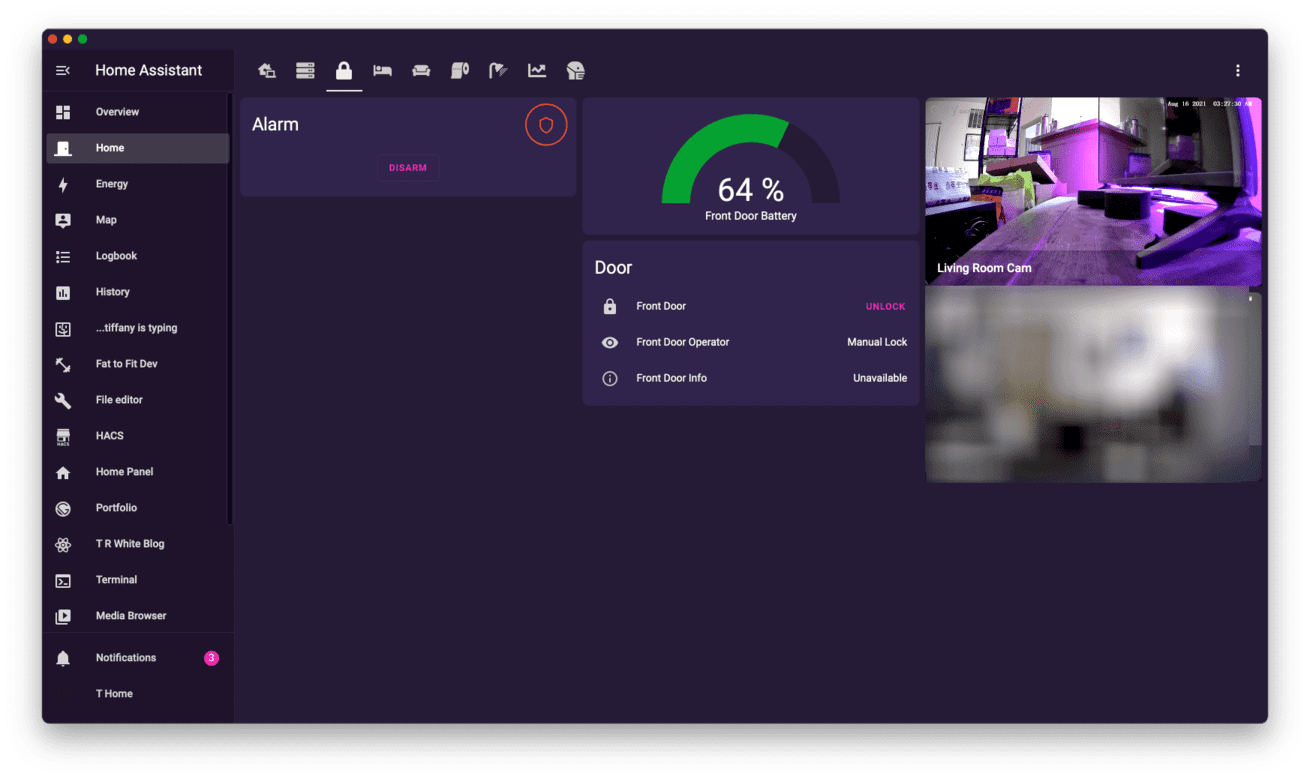 Home Assistant
Overview
Home
Energy
Map
Logbook
History
...tiffany is typing
Fat to Fit Dev
File editor
HACS
HACS
Home Panel
Portfolio
T R White Blog
Terminal
Media Browser
Notifications
3
T Home
Alarm
DISARM
64 %
Front Door Battery
Door
Front Door
UNLOCK
Front Door Operator
Manual Lock
Front Door Info
Unavailable
Aug 16 2021 03:27:30 AM
Living Room Cam